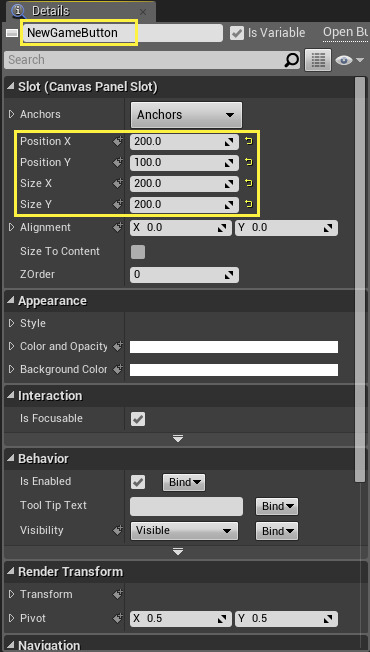 Details
NewGameButton Is Variable Open Bu
Search
Slot (Canvas Panel Slot)
Anchors Anchors
Position X 200.0
Position Y 100.0
Size X 200.0
Size Y 200.0
Alignment X 0.0 Y 0.0
Size To Content
ZOrder 0
Appearance
Style
Color and Opacity
Background Color
Interaction
Is Focusable
Behavior
Is Enabled Bind
Tool Tip Text Bind
Visibility Visible Bind
Render Transform
Transform
Pivot X 0.5 Y 0.5
Navigation